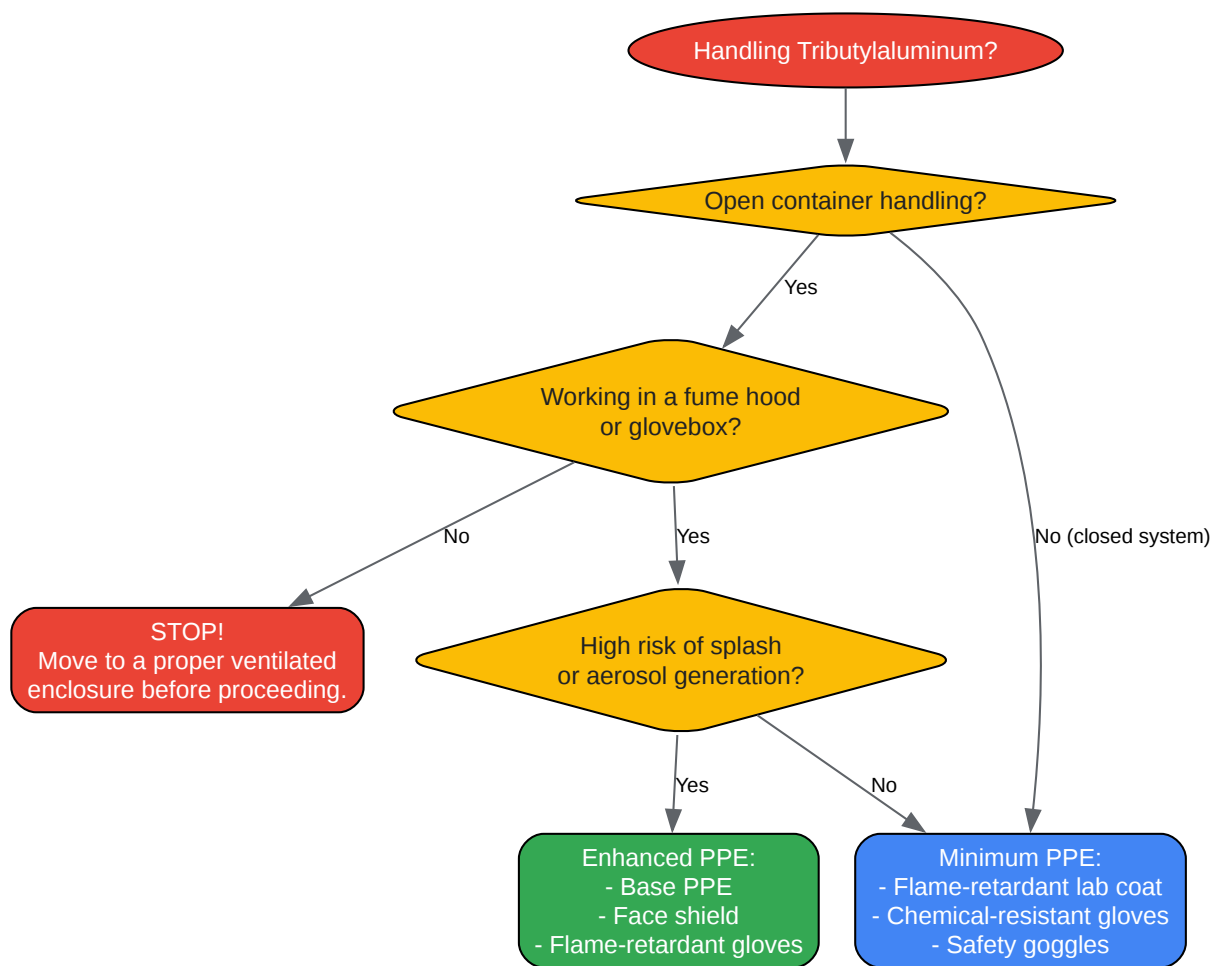 Handling Tributylaluminum?
Open container handling?
Yes
Working in a fume hood
or glovebox?
No
Yes
No (closed system)
STOP!
Move to a proper ventilated
enclosure before proceeding.
High risk of splash
or aerosol generation?
Yes
No
Enhanced PPE:
- Base PPE
- Face shield
- Flame-retardant gloves
Minimum PPE:
- Flame-retardant lab coat
- Chemical-resistant gloves
- Safety goggles